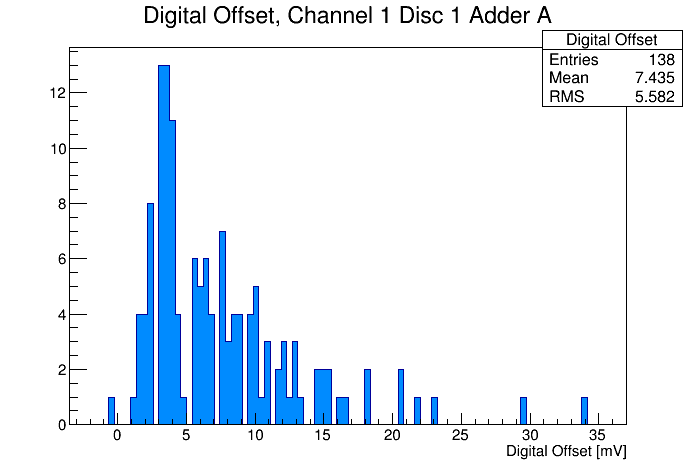 Digital Offset, Channel 1 Disc 1 Adder A
Digital Offset
Entries 138
Mean 7.435
RMS 5.582
12
10
8
6
4
2
0
0 5 10 15 20 25 30 35
Digital Offset [mV]